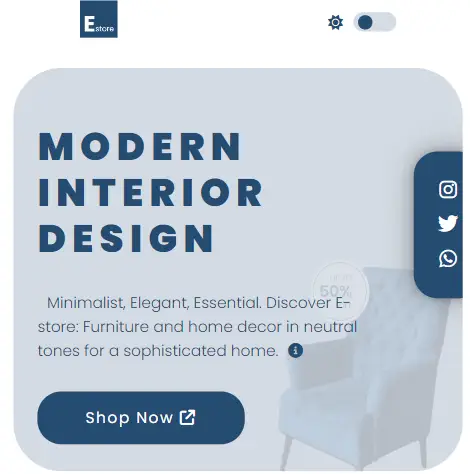 Estore
MODERN
INTERIOR
DESIGN
50%
Minimalist, Elegant, Essential. Discover E-
store: Furniture and home decor in neutral
tones for a sophisticated home.
Shop Now